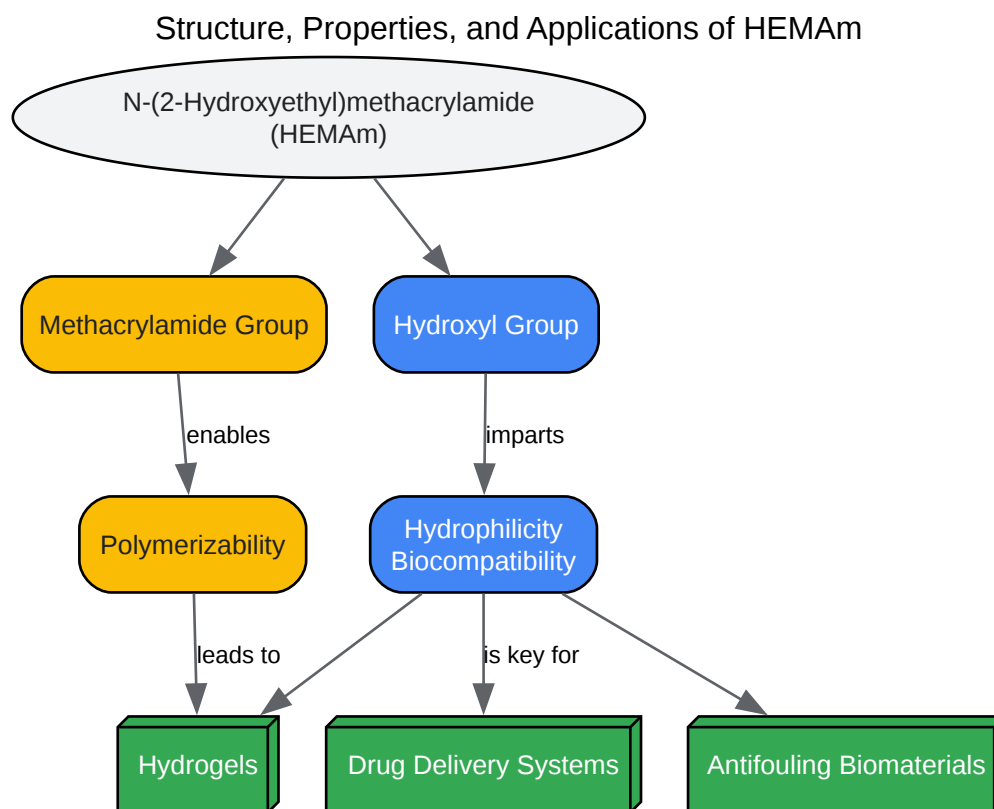 Structure, Properties, and Applications of HEMAm
N-(2-Hydroxyethyl)methacrylamide
(HEMAm)
Methacrylamide Group
Hydroxyl Group
enables
imparts
Polymerizability
Hydrophilicity
Biocompatibility
leads to
is key for
Hydrogels
Drug Delivery Systems
Antifouling Biomaterials